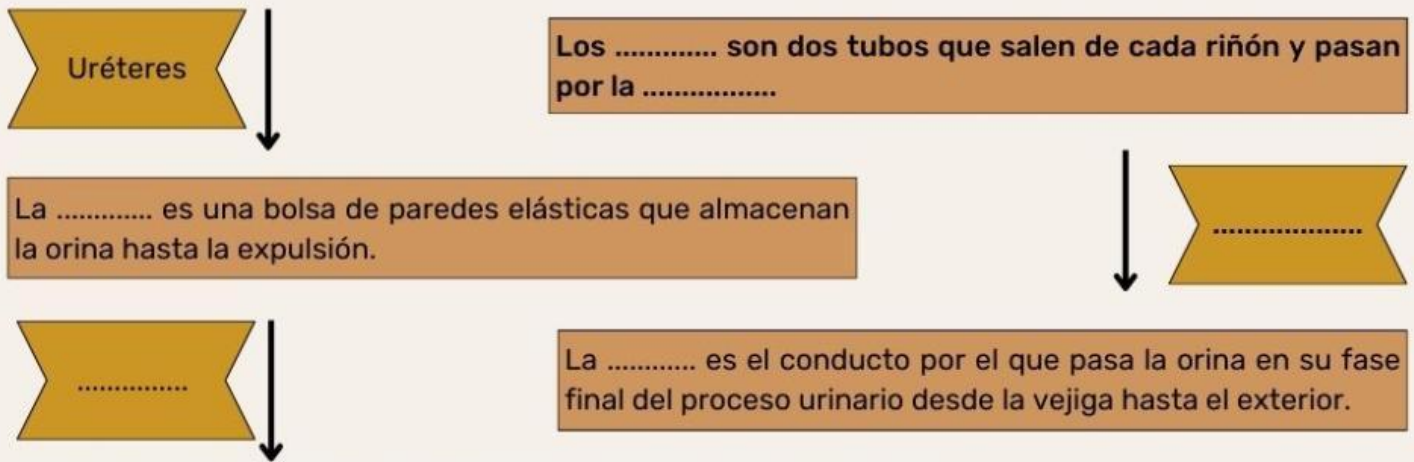 Uréteres
Los ............. son dos tubos que salen de cada riñón y pasan
por la .................
La ............. es una bolsa de paredes elásticas que almacenan
la orina hasta la expulsión.
...................
...............
La ............ es el conducto por el que pasa la orina en su fase
final del proceso urinario desde la vejiga hasta el exterior.